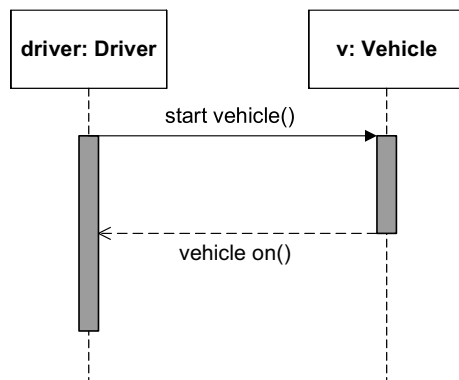 driver: Driver
v: Vehicle
start vehicle()
vehicle on()